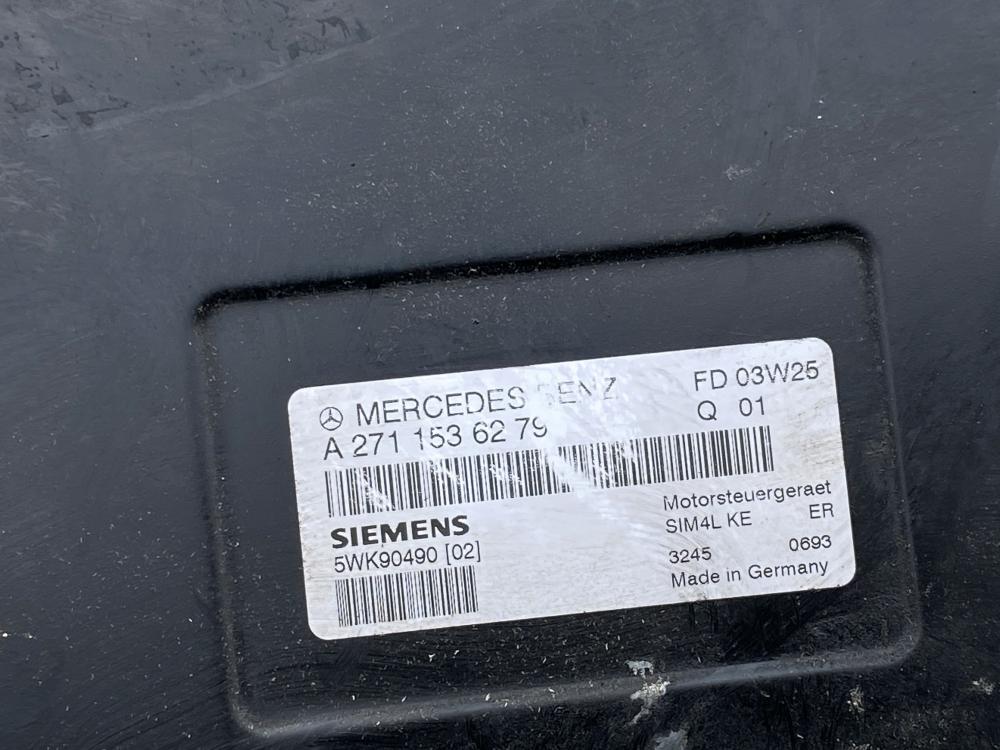 MERCEDES BENZ
A 271 153 62 79
FD 03W25
Q 01
SIEMENS
5WK90490 [02]
Motorsteuergeraet
SIM4L KE ER
3245 0693
Made in Germany